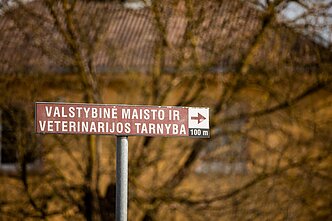 VALSTYBINĖ MAISTO IR
VETERINARIJOS TARNYBA
100 m